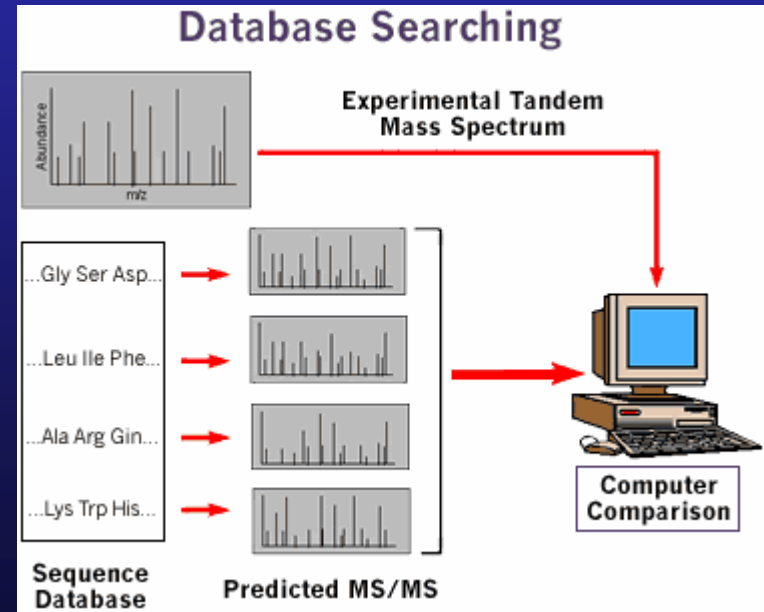 Database Searching
Abundance
m/z
Experimental Tandem
Mass Spectrum
...Gly Ser Asp...
...Leu Ile Phe...
...Ala Arg Gin...
...Lys Trp His...
Sequence
Database
Predicted MS/MS
Computer
Comparison